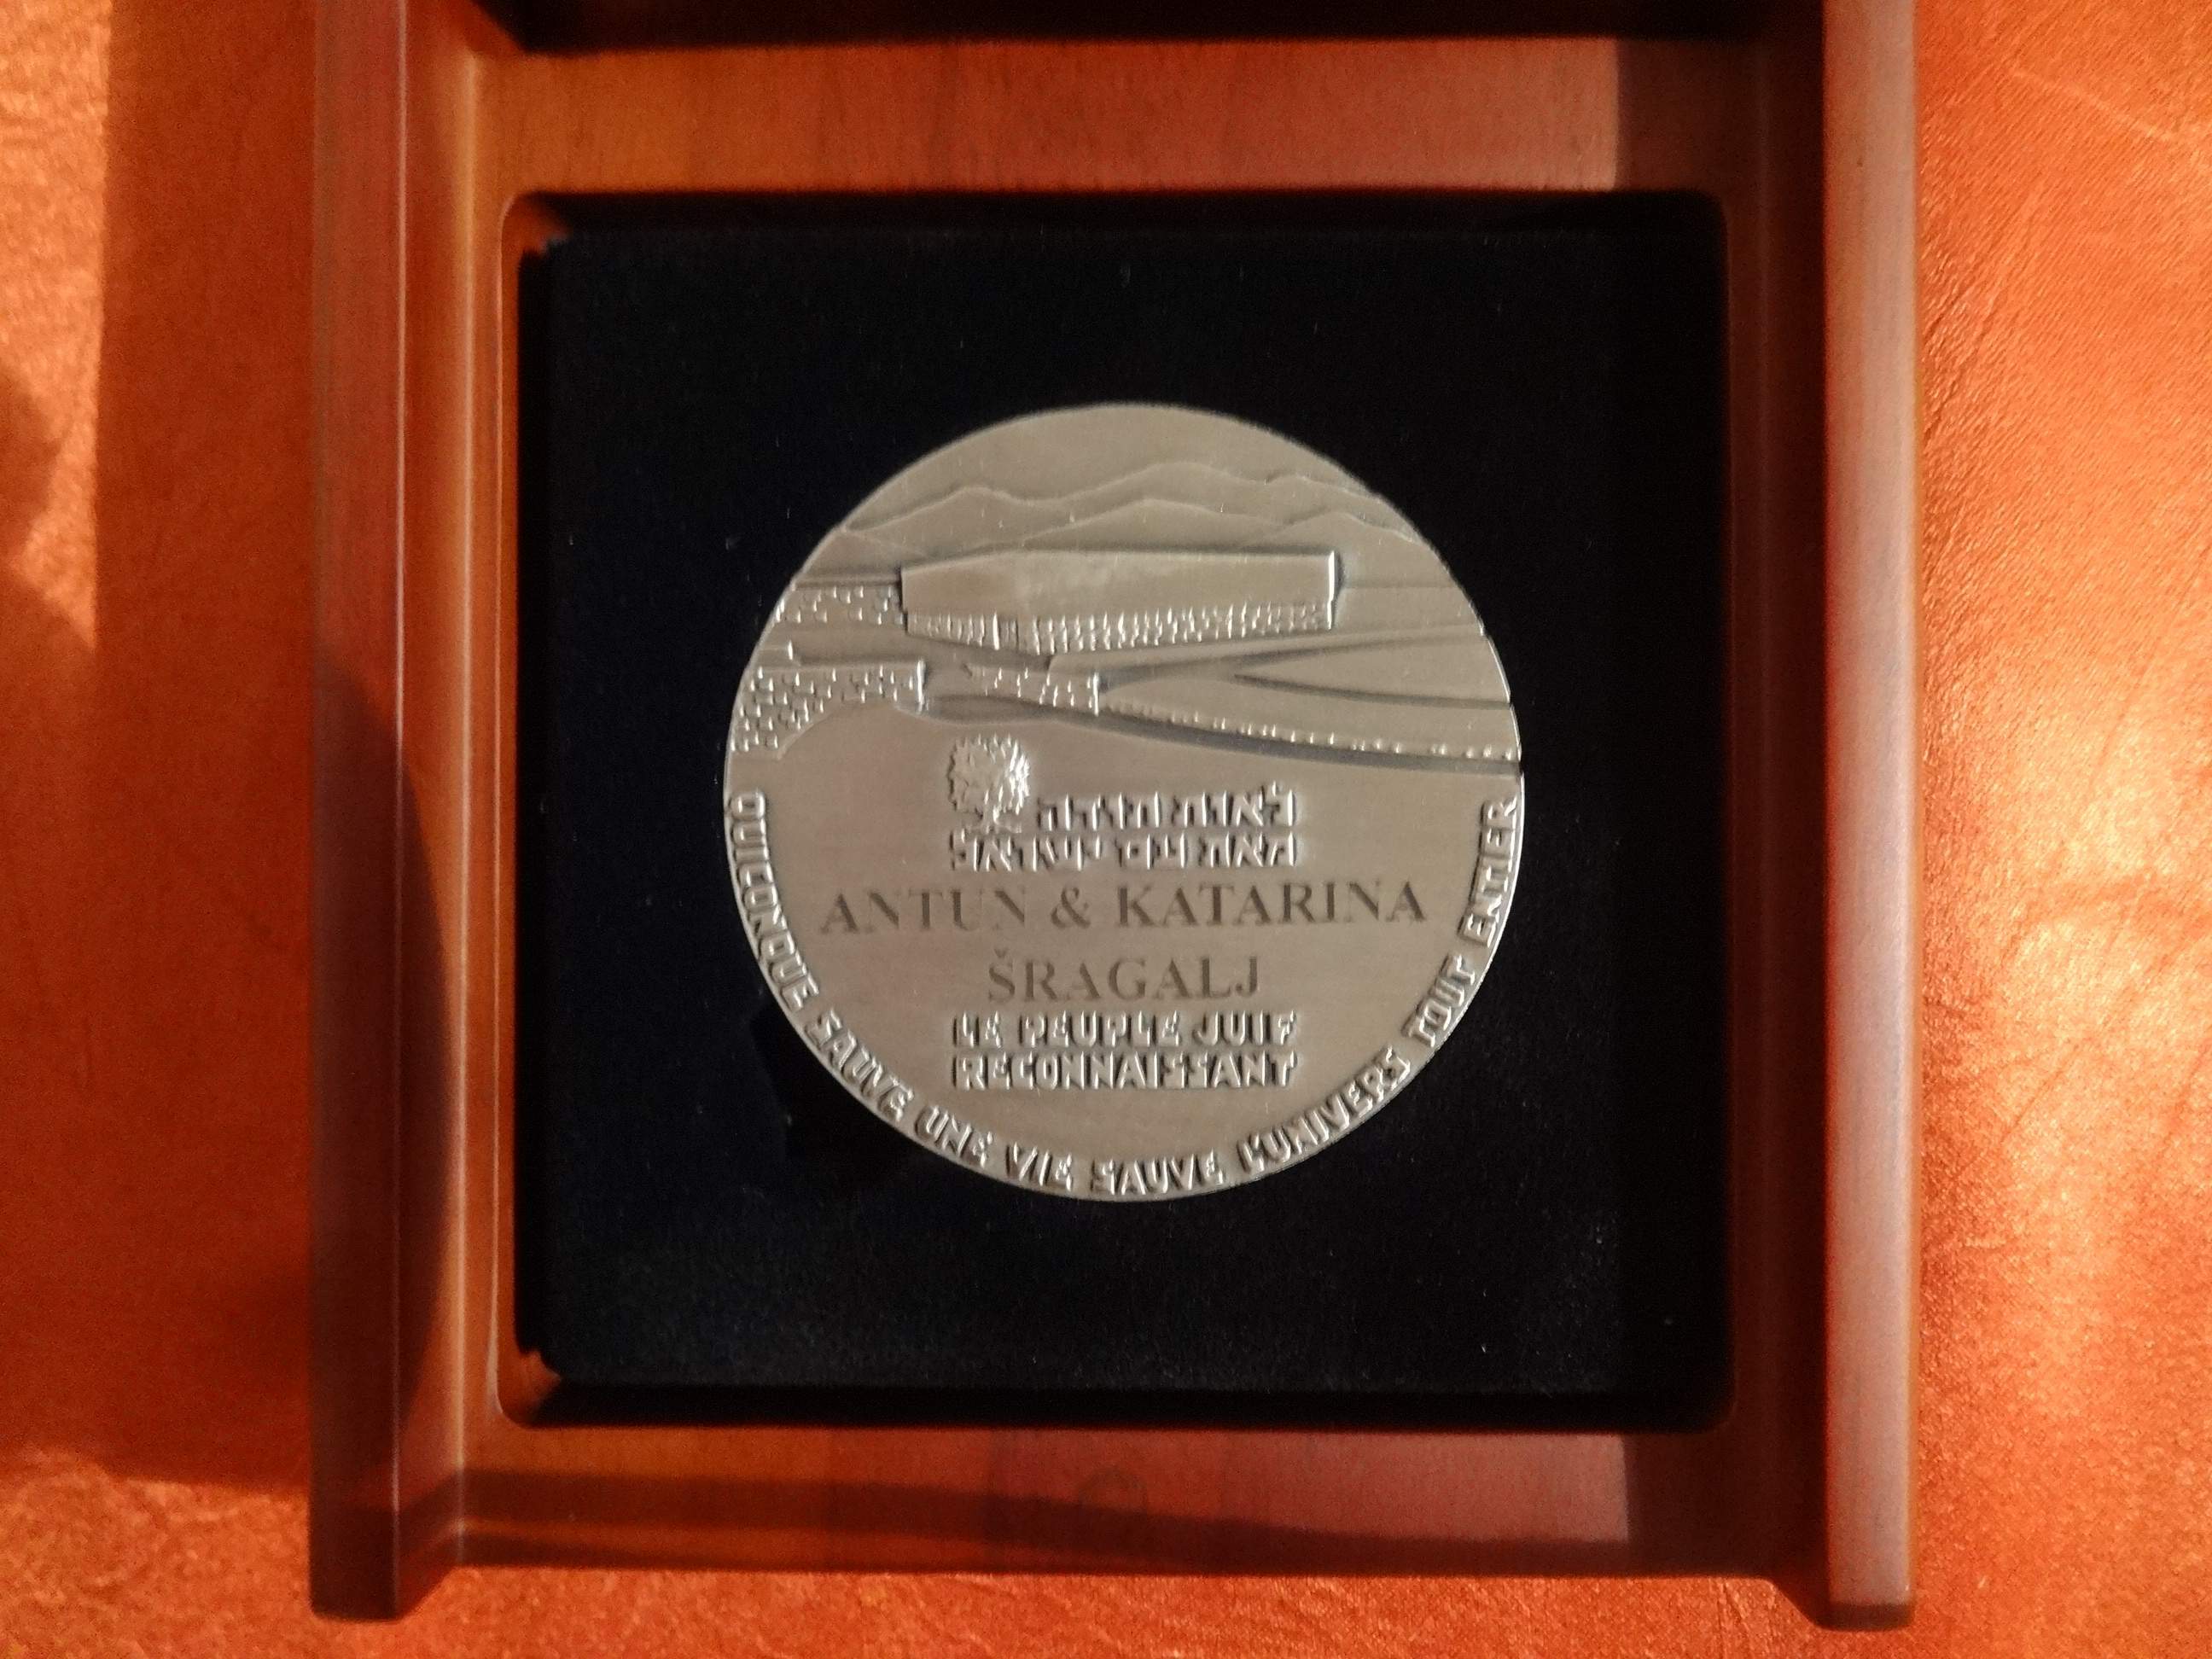 לאות תודה
מאת עם ישראל
ANTUN & KATARINA
ŠRAGALJ
LE PEUPLE JUIF
RECONNAISSANT
QUICONQUE SAUVE UNE VIE SAUVE L'UNIVERS TOUT ENTIER